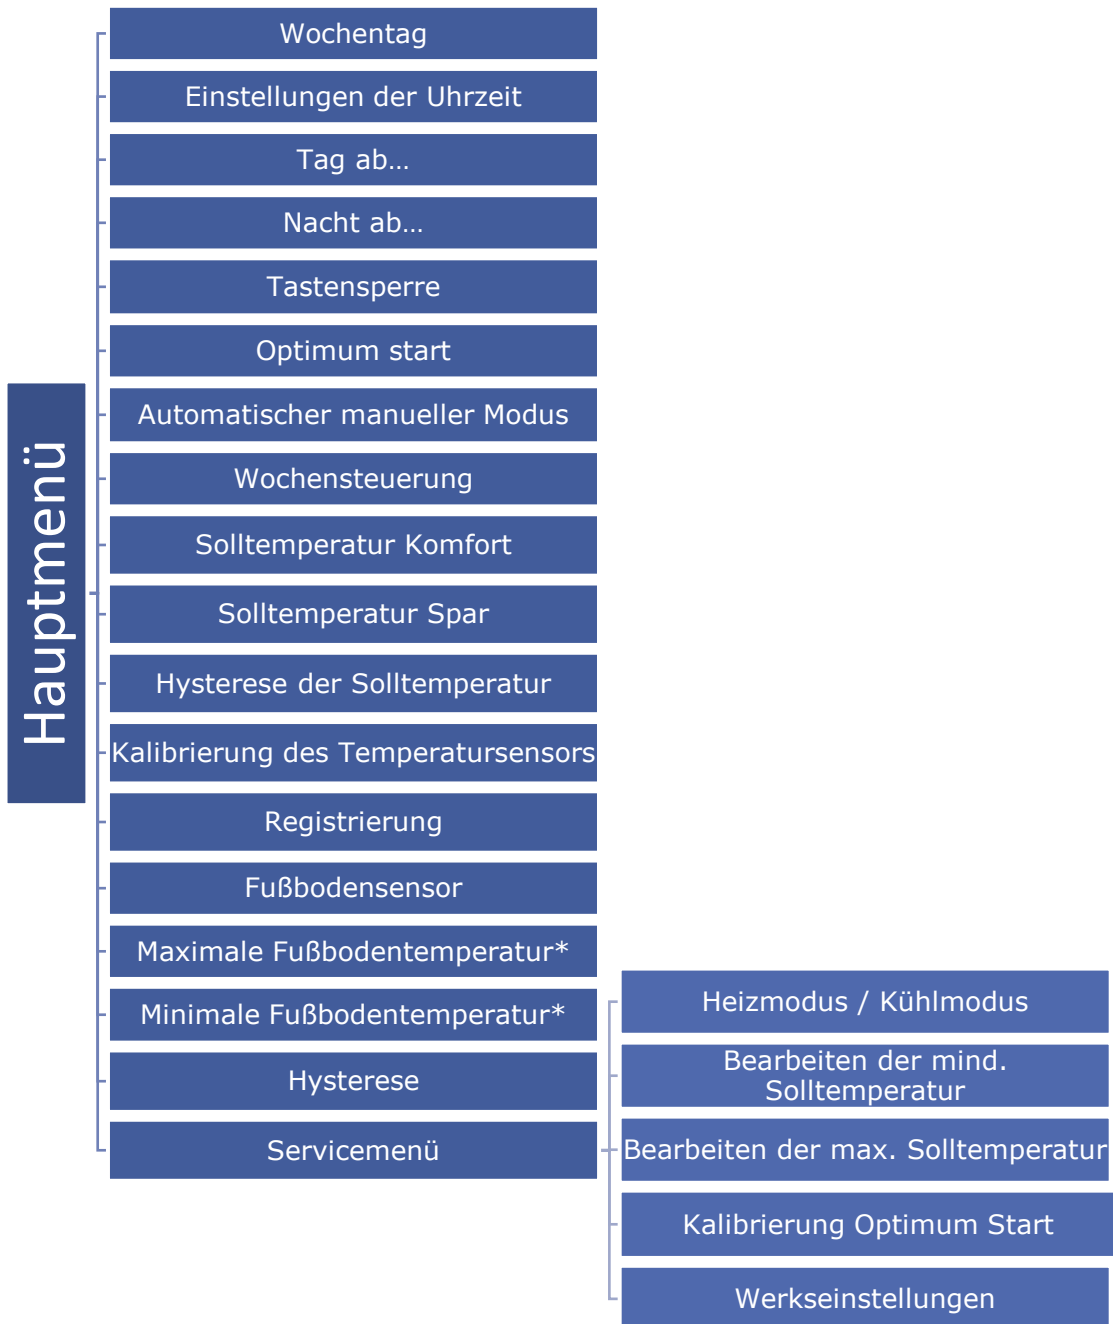 Hauptmenü
Wochentag
Einstellungen der Uhrzeit
Tag ab…
Nacht ab…
Tastensperre
Optimum start
Automatischer manueller Modus
Wochensteuerung
Solltemperatur Komfort
Solltemperatur Spar
Hysterese der Solltemperatur
Kalibrierung des Temperatursensors
Registrierung
Fußbodensensor
Maximale Fußbodentemperatur*
Minimale Fußbodentemperatur*
Hysterese
Servicemenü
Heizmodus / Kühlmodus
Bearbeiten der mind.
Solltemperatur
Bearbeiten der max. Solltemperatur
Kalibrierung Optimum Start
Werkseinstellungen